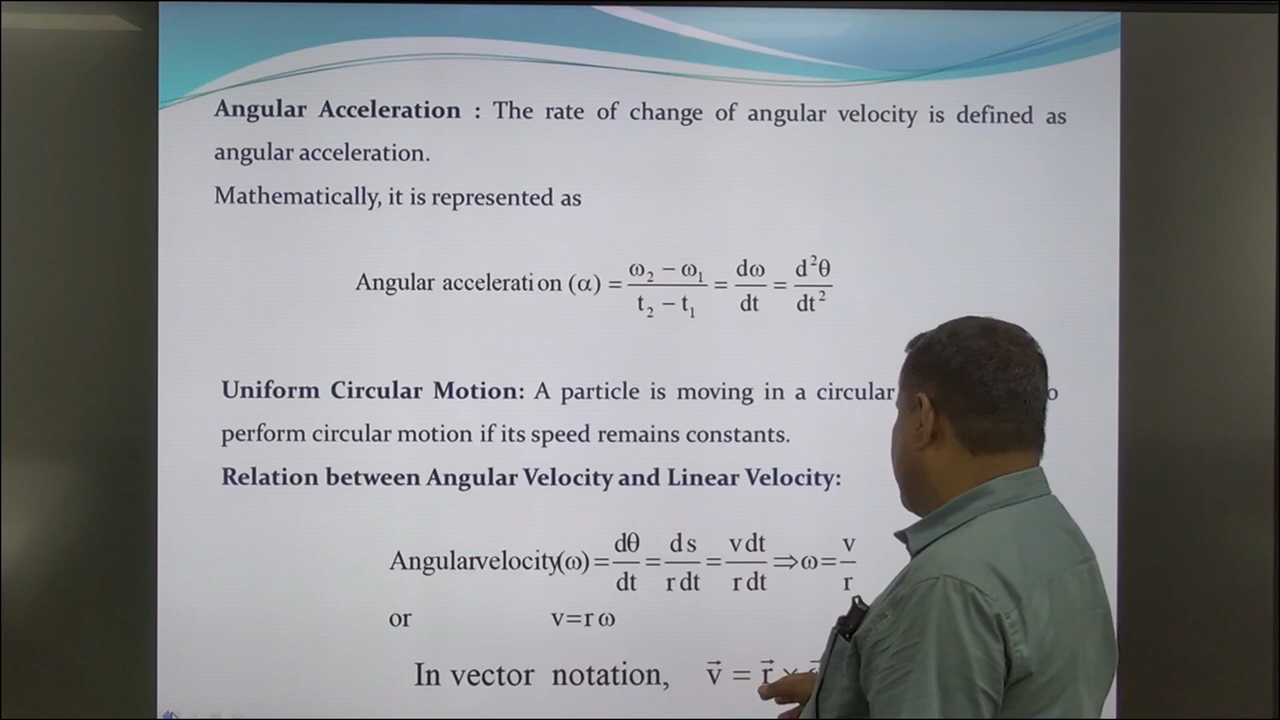 Angular Acceleration : The rate of change of angular velocity is defined as
angular acceleration.
Mathematically, it is represented as
Angular acceleration (α) = (ω₂ − ω₁)/(t₂ − t₁) = dω/dt = d²θ/dt²
Uniform Circular Motion: A particle is moving in a circular
perform circular motion if its speed remains constants.
Relation between Angular Velocity and Linear Velocity:
Angularvelocity(ω)= dθ/dt = ds/r dt = v dt/r dt ⇒ω= v/r
or v=r ω
In vector notation, v⃗ = r⃗ ×